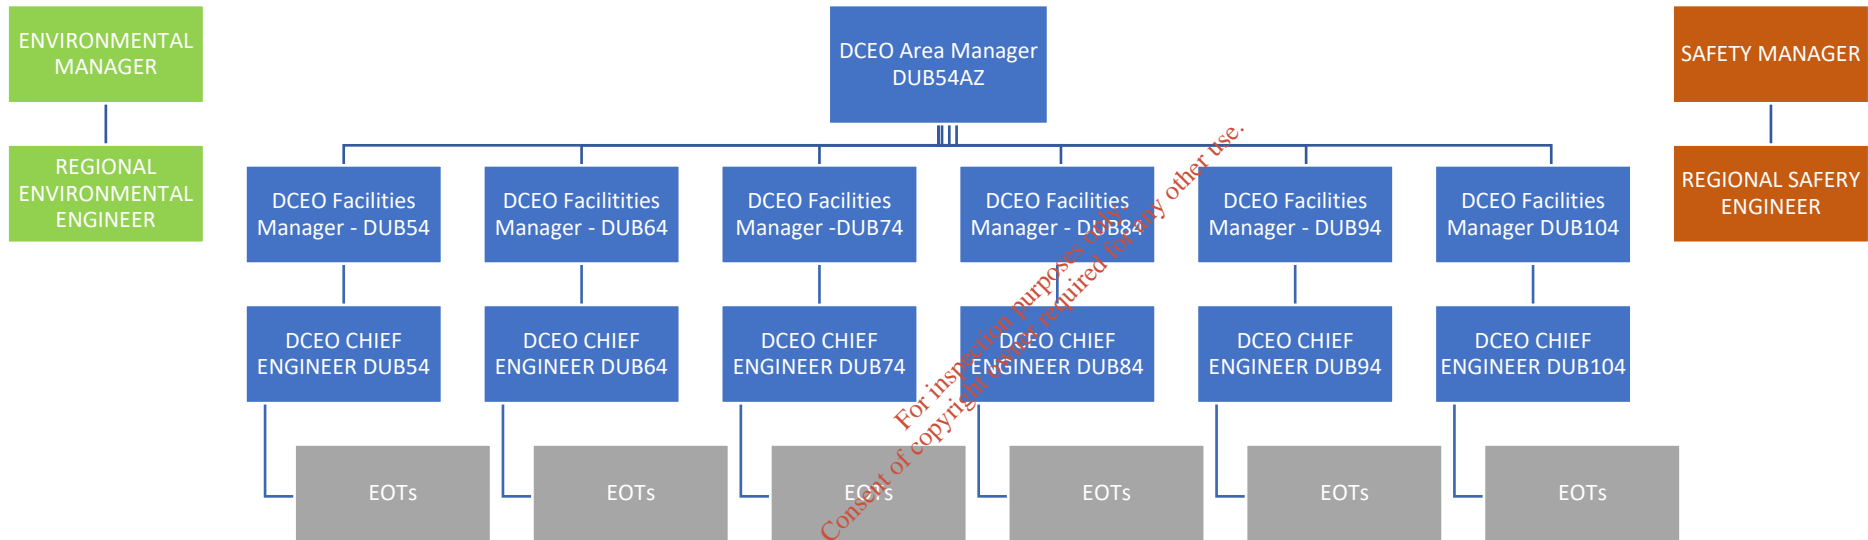 ENVIRONMENTAL
MANAGER
DCEO Area Manager
DUB54AZ
SAFETY MANAGER
REGIONAL
ENVIRONMENTAL
ENGINEER
DCEO Facilities
Manager - DUB54
DCEO Facilitities
Manager - DUB64
DCEO Facilities
Manager -DUB74
DCEO Facilities
Manager - DUB84
DCEO Facilities
Manager - DUB94
DCEO Facilities
Manager DUB104
REGIONAL SAFERY
ENGINEER
DCEO CHIEF
ENGINEER DUB54
DCEO CHIEF
ENGINEER DUB64
DCEO CHIEF
ENGINEER DUB74
DCEO CHIEF
ENGINEER DUB84
DCEO CHIEF
ENGINEER DUB94
DCEO CHIEF
ENGINEER DUB104
EOTs
EOTs
EOTs
EOTs
EOTs
EOTs
For inspection purposes only.
Consent of copyright owner required for any other use.